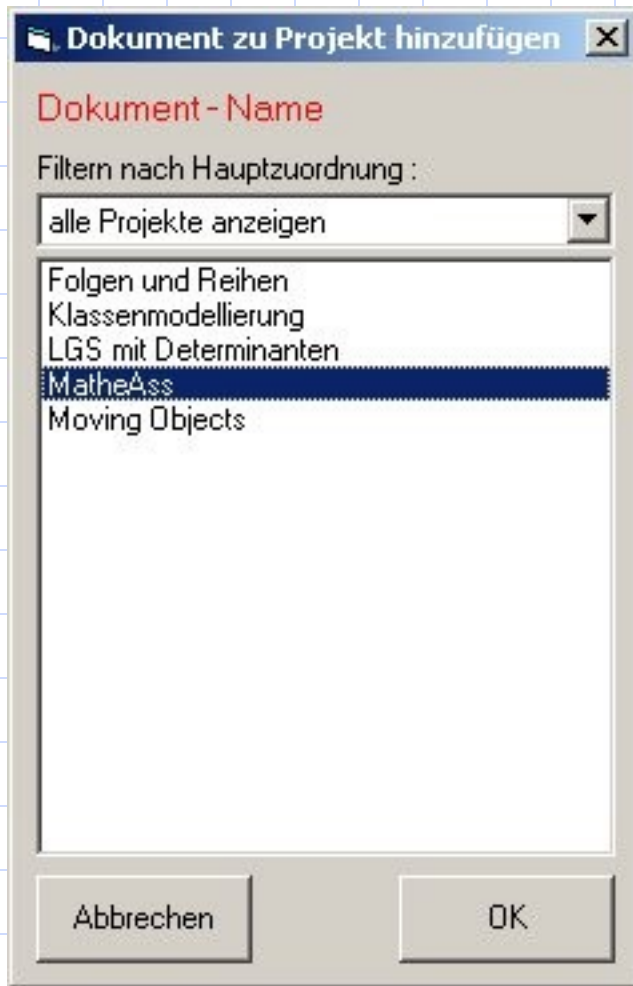 Dokument zu Projekt hinzufügen
Dokument - Name
Filtern nach Hauptzuordnung :
alle Projekte anzeigen
Folgen und Reihen
Klassenmodellierung
LGS mit Determinanten
MatheAss
Moving Objects
Abbrechen
OK